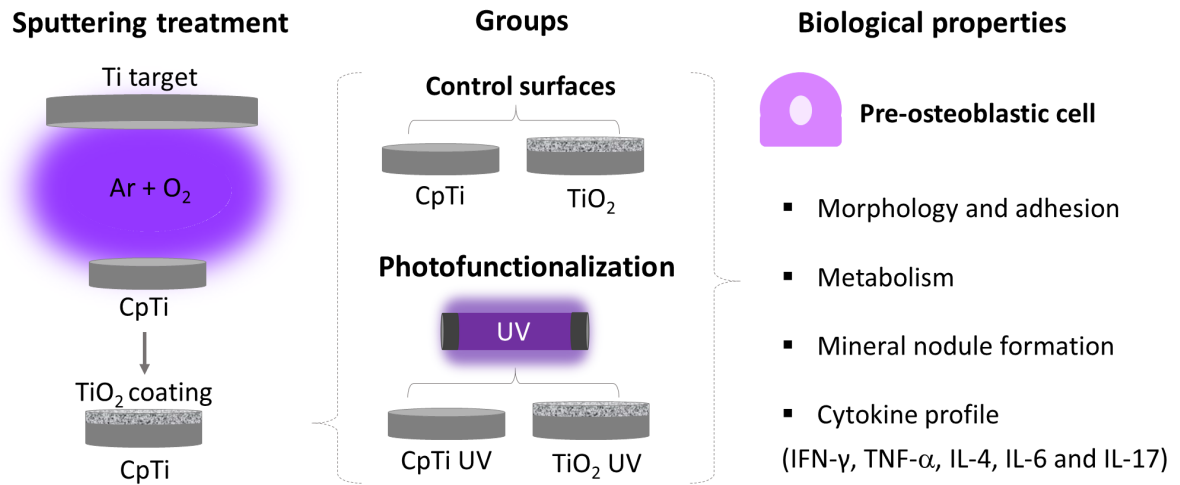 Sputtering treatment
Ti target
Ar + O₂
CpTi
TiO₂ coating
CpTi
Groups
Control surfaces
CpTi
TiO₂
Photofunctionalization
UV
CpTi UV
TiO₂ UV
Biological properties
Pre-osteoblastic cell
▪ Morphology and adhesion
▪ Metabolism
▪ Mineral nodule formation
▪ Cytokine profile
(IFN-γ, TNF-α, IL-4, IL-6 and IL-17)